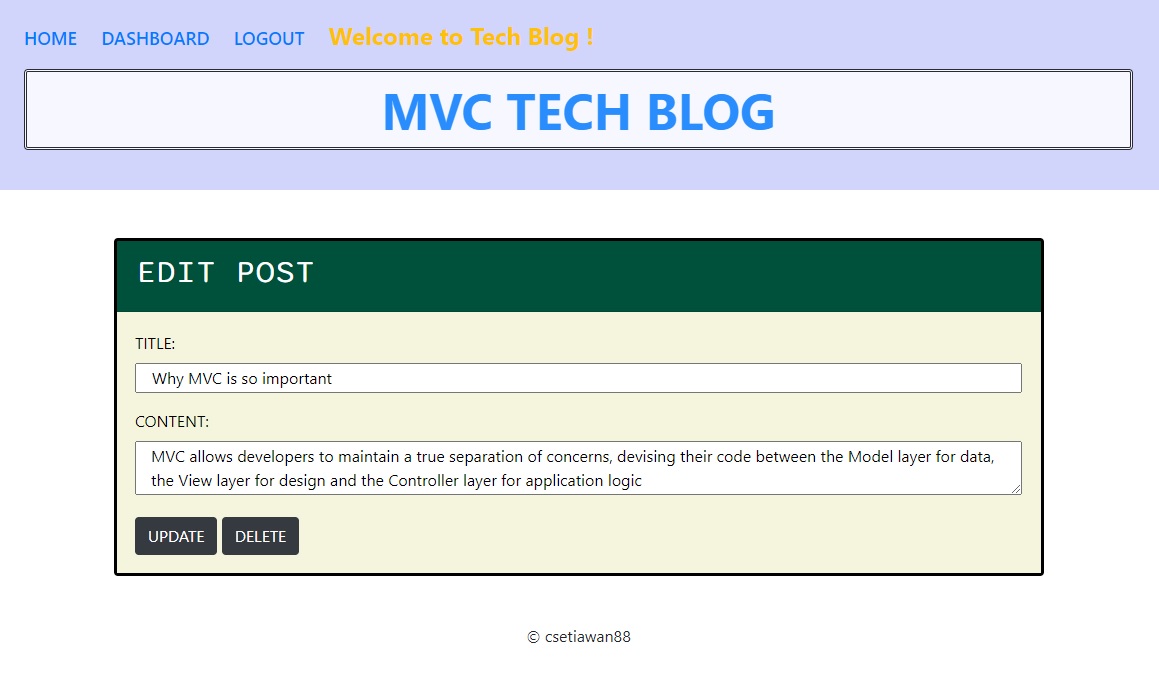 HOME DASHBOARD LOGOUT Welcome to Tech Blog !
MVC TECH BLOG
EDIT POST
TITLE:
Why MVC is so important
CONTENT:
MVC allows developers to maintain a true separation of concerns, devising their code between the Model layer for data,
the View layer for design and the Controller layer for application logic
UPDATE DELETE
© csetiawan88